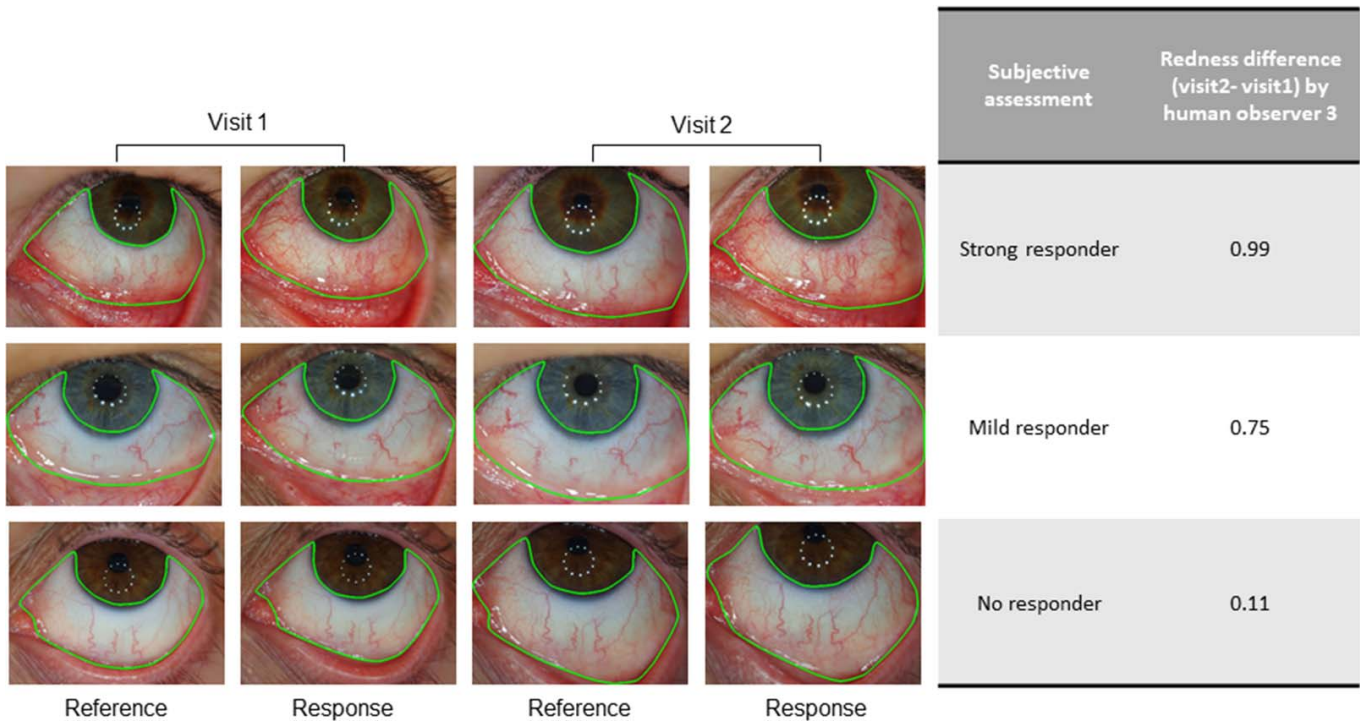 Visit 1
Visit 2
Subjective
assessment
Redness difference
(visit2- visit1) by
human observer 3
Strong responder
0.99
Mild responder
0.75
No responder
0.11
Reference
Response
Reference
Response